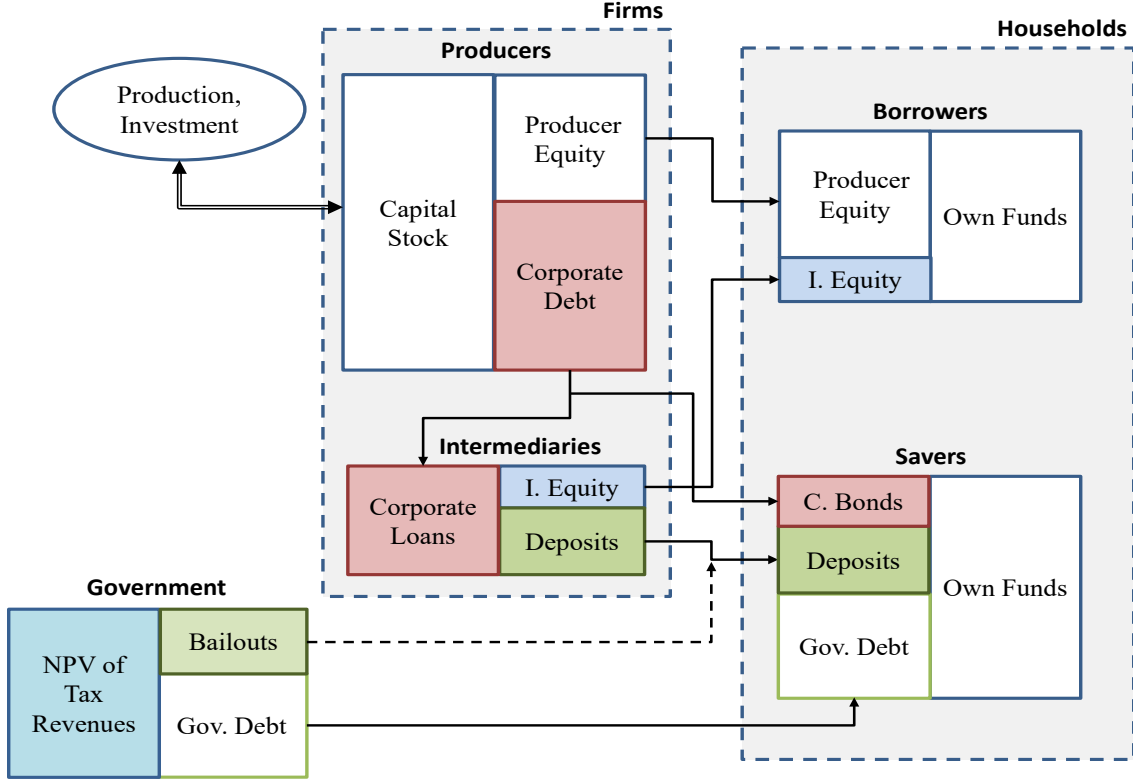 Firms
Households
Producers
Production,
Investment
Capital
Stock
Producer
Equity
Corporate
Debt
Borrowers
Producer
Equity
I. Equity
Own Funds
Intermediaries
Corporate
Loans
I. Equity
Deposits
Savers
C. Bonds
Deposits
Gov. Debt
Own Funds
Government
NPV of
Tax
Revenues
Bailouts
Gov. Debt